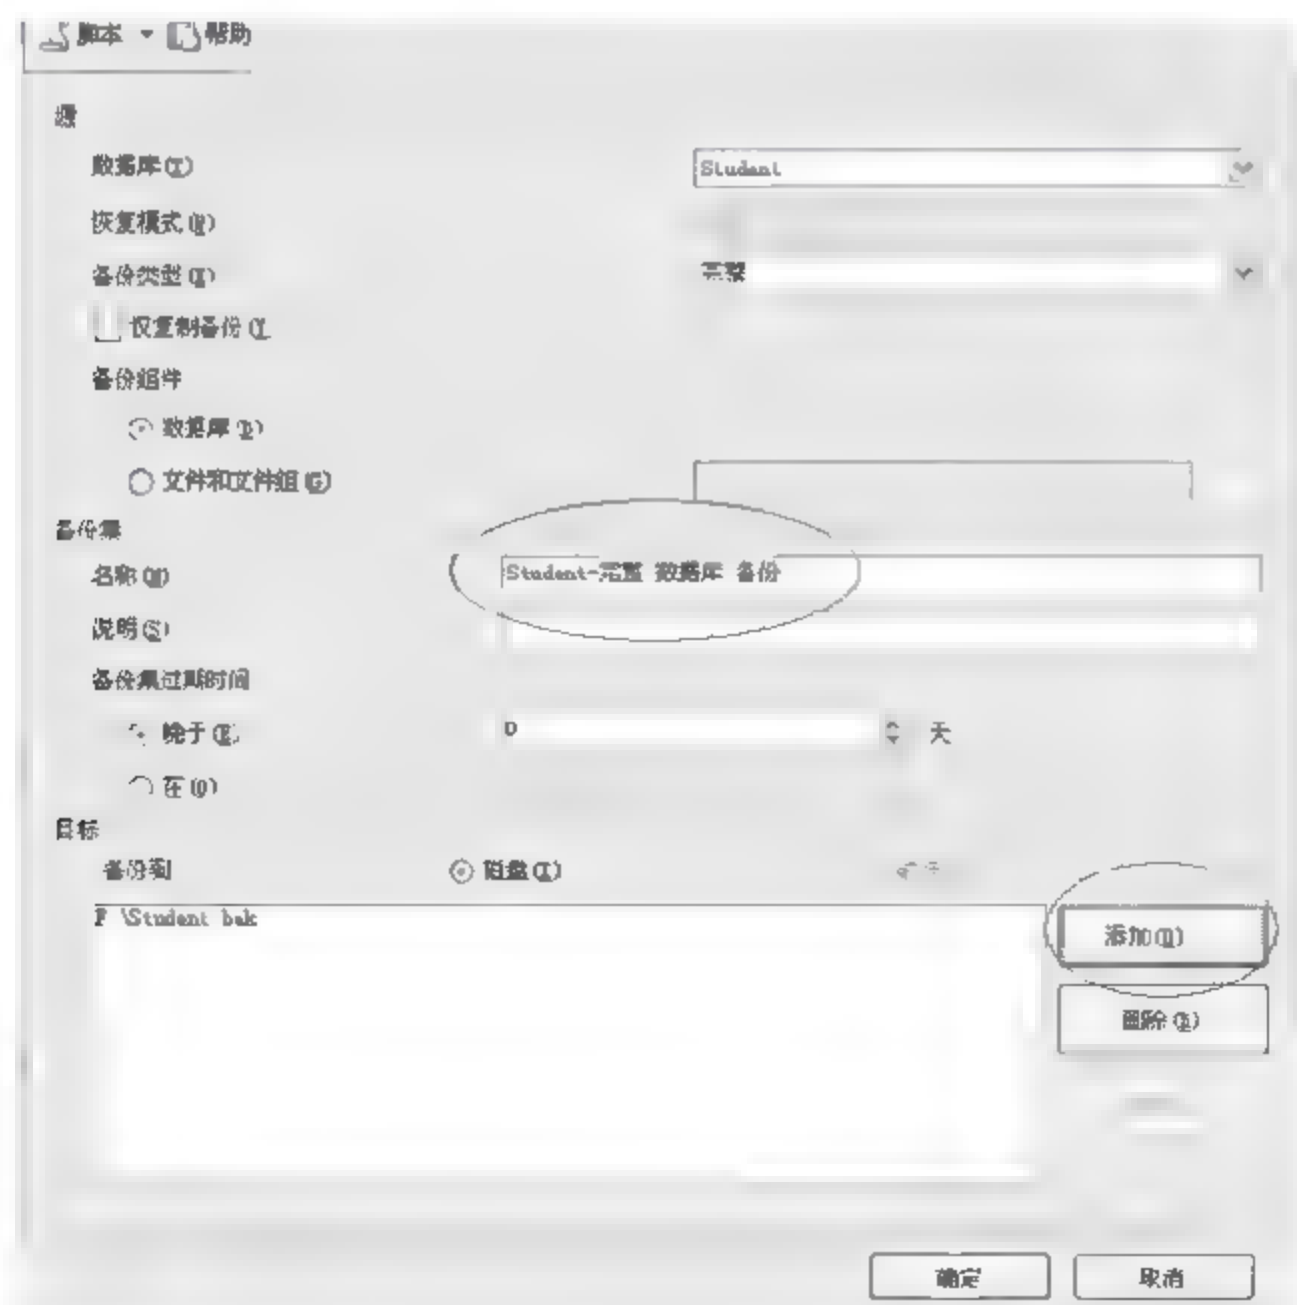 脚本 帮助
源
数据库(T) Student
恢复模式(M)
备份类型(K) 完整
仅复制备份(Y
备份组件
数据库(B)
文件和文件组(G)
备份集
名称(N) Student-完整 数据库 备份
说明(S)
备份集过期时间
晚于(E) 0 天
在(O)
目标
备份到 磁盘(I)
F \Student bak 添加(D)
删除(R)
确定 取消